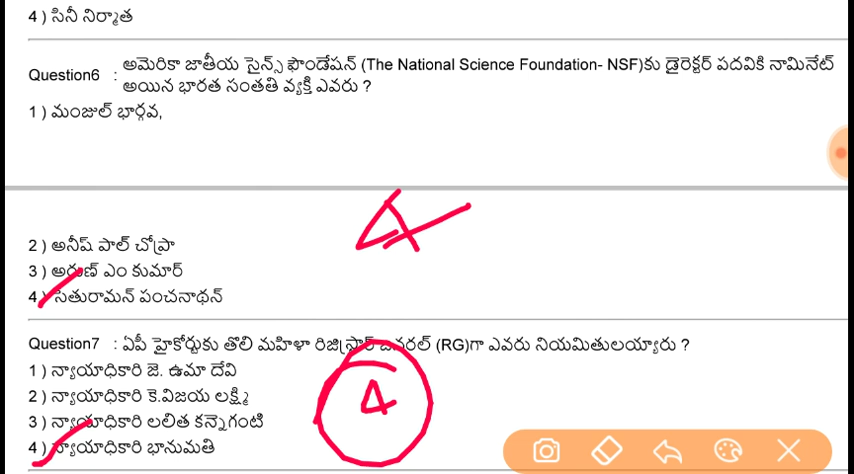 4 ) సినీ నిర్మాత
Question6 : అమెరికా జాతీయ సైన్స్ ఫౌండేషన్ (The National Science Foundation- NSF)కు డైరెక్టర్ పదవికి నామినేట్
అయిన భారత సంతతి వ్యక్తి ఎవరు ?
1 ) మంజుల్ భార్గవ,
4
2 ) అనీష్ పాల్ చోప్రా
3 ) అరుణ్ ఎం కుమార్
4 ) సేతురామన్ పంచనాథన్
Question7 : ఏపీ హైకోర్టుకు తొలి మహిళా రిజిస్ట్రార్ జనరల్ (RG)గా ఎవరు నియమితులయ్యారు ?
1 ) న్యాయాధికారి జె. ఉమా దేవి
2 ) న్యాయాధికారి కె.విజయ లక్ష్మి
4
3 ) న్యాయాధికారి లలిత కన్నెగంటి
4 ) న్యాయాధికారి భానుమతి